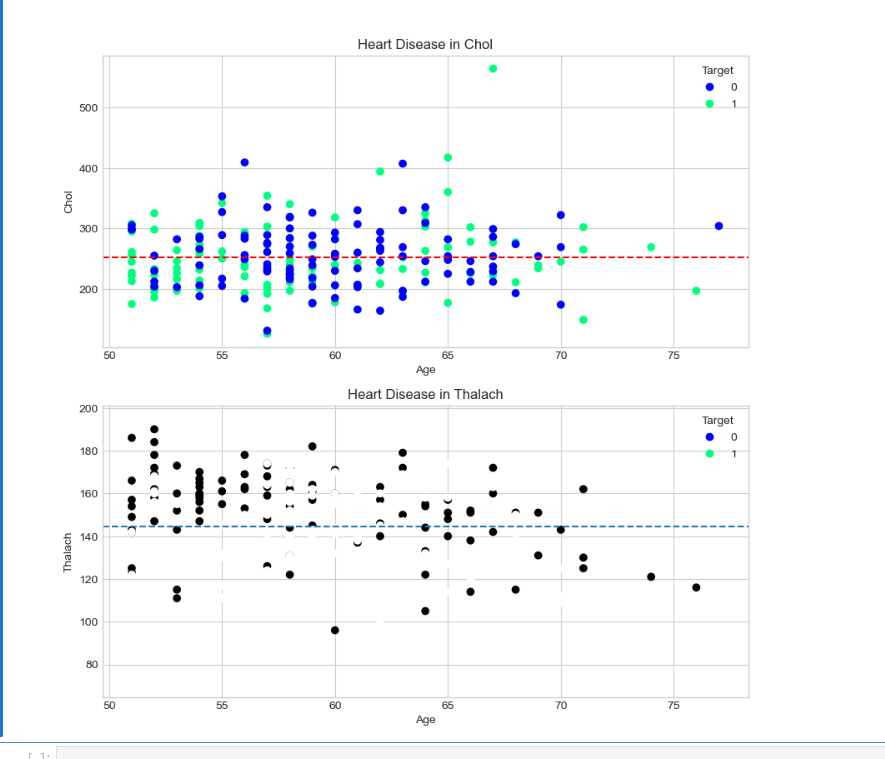 Heart Disease in Chol
Target
0
1
500
400
300
200
Chol
50 55 60 65 70 75
Age
Heart Disease in Thalach
Target
0
1
200
180
160
140
120
100
80
Thalach
50 55 60 65 70 75
Age
[ ]: